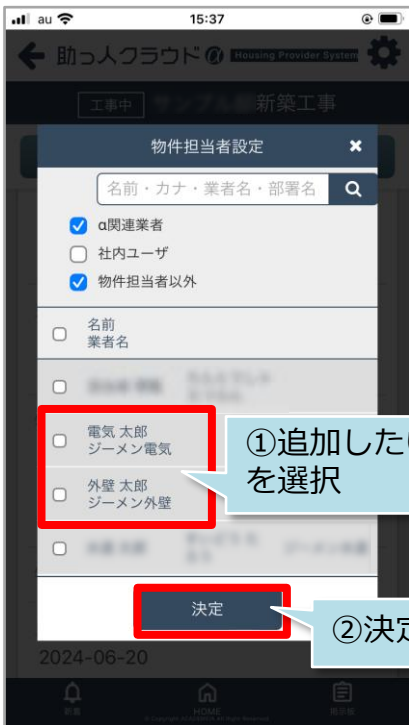 au
15:37
助っ人クラウド α Housing Provider System
工事中 新築工事
物件担当者設定 ×
名前・カナ・業者名・部署名
α関連業者
社内ユーザ
物件担当者以外
名前
業者名
電気 太郎
ジーメン電気
外壁 太郎
ジーメン外壁
①追加した
を選択
決定
②決定
2024-06-20
HOME
掲示板